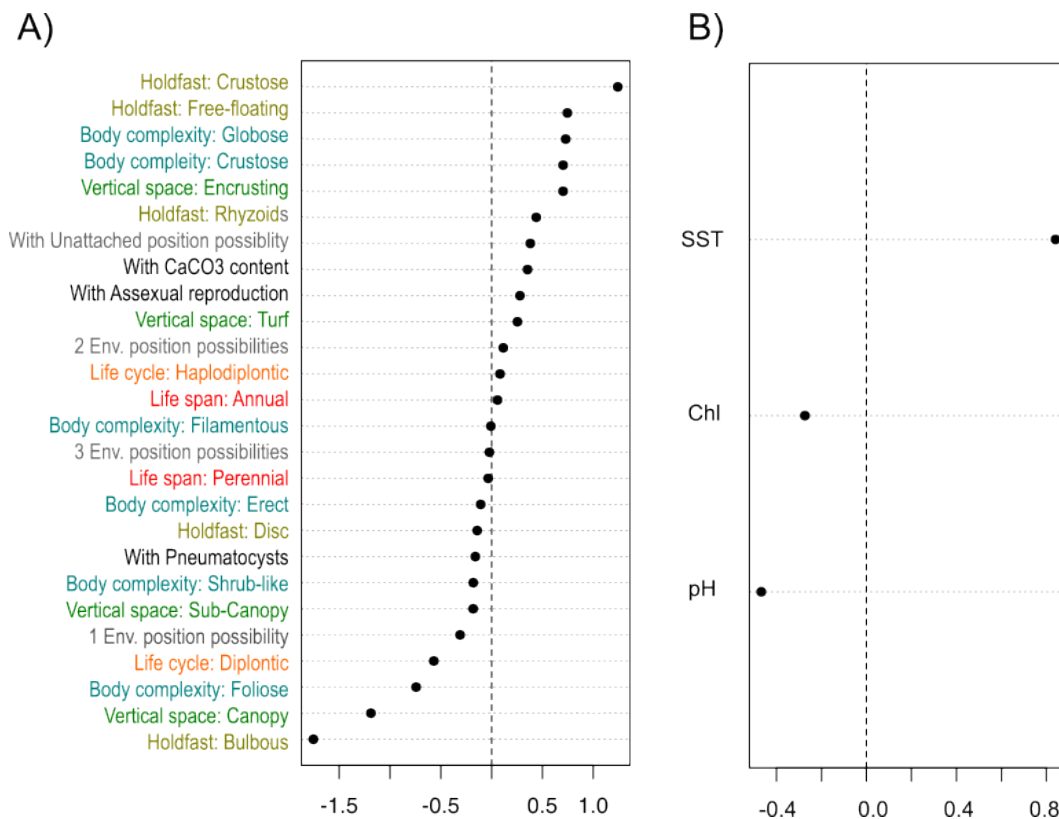 A)
Holdfast: Crustose
Holdfast: Free-floating
Body complexity: Globose
Body compleity: Crustose
Vertical space: Encrusting
Holdfast: Rhyzoids
With Unattached position possiblity
With CaCO3 content
With Assexual reproduction
Vertical space: Turf
2 Env. position possibilities
Life cycle: Haplodiplontic
Life span: Annual
Body complexity: Filamentous
3 Env. position possibilities
Life span: Perennial
Body complexity: Erect
Holdfast: Disc
With Pneumatocysts
Body complexity: Shrub-like
Vertical space: Sub-Canopy
1 Env. position possibility
Life cycle: Diplontic
Body complexity: Foliose
Vertical space: Canopy
Holdfast: Bulbous
-1.5 -0.5 0.5 1.0
B)
SST
Chl
pH
-0.4 0.0 0.4 0.8